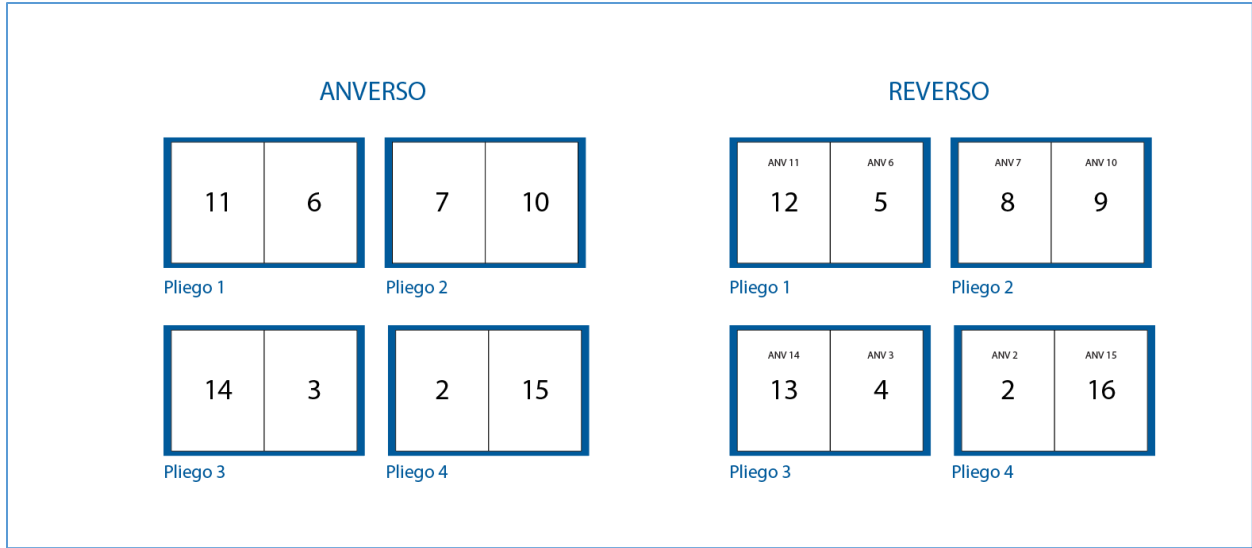 ANVERSO
11 6
7 10
Pliego 1
Pliego 2
14 3
2 15
Pliego 3
Pliego 4
REVERSO
ANV 11 ANV 6
12 5
ANV 7 ANV 10
8 9
Pliego 1
Pliego 2
ANV 14 ANV 3
13 4
ANV 2 ANV 15
2 16
Pliego 3
Pliego 4